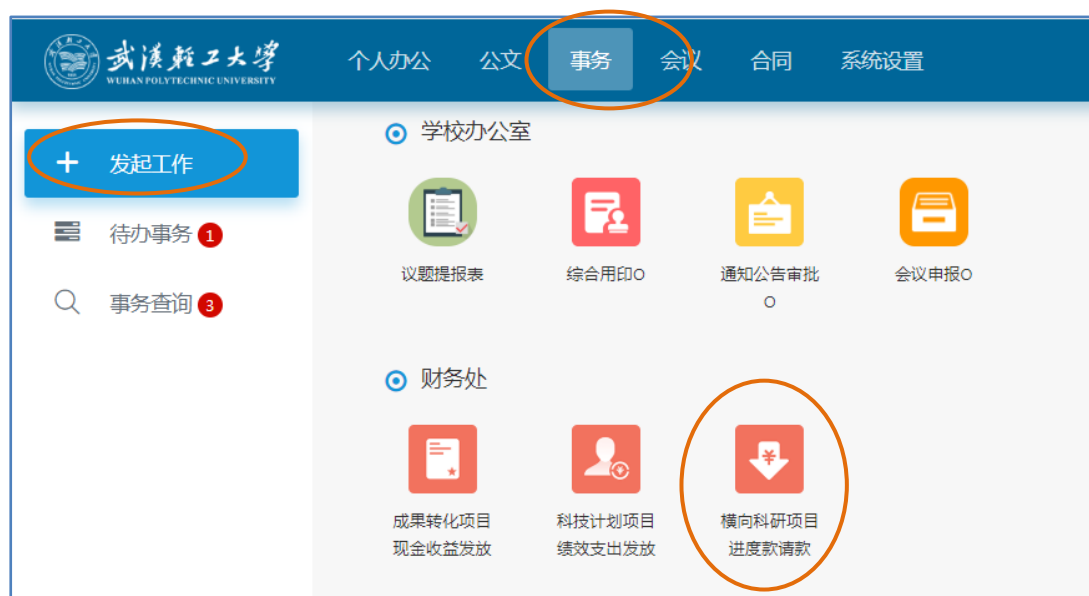 武汉轻工大学
WUHAN POLYTECHNIC UNIVERSITY
个人办公 公文 事务 会议 合同 系统设置
发起工作
待办事务 1
事务查询 3
学校办公室
议题提报表 综合用印O 通知公告审批 会议申报O
O
财务处
¥
成果转化项目 科技计划项目 横向科研项目
现金收益发放 绩效支出发放 进度款请款